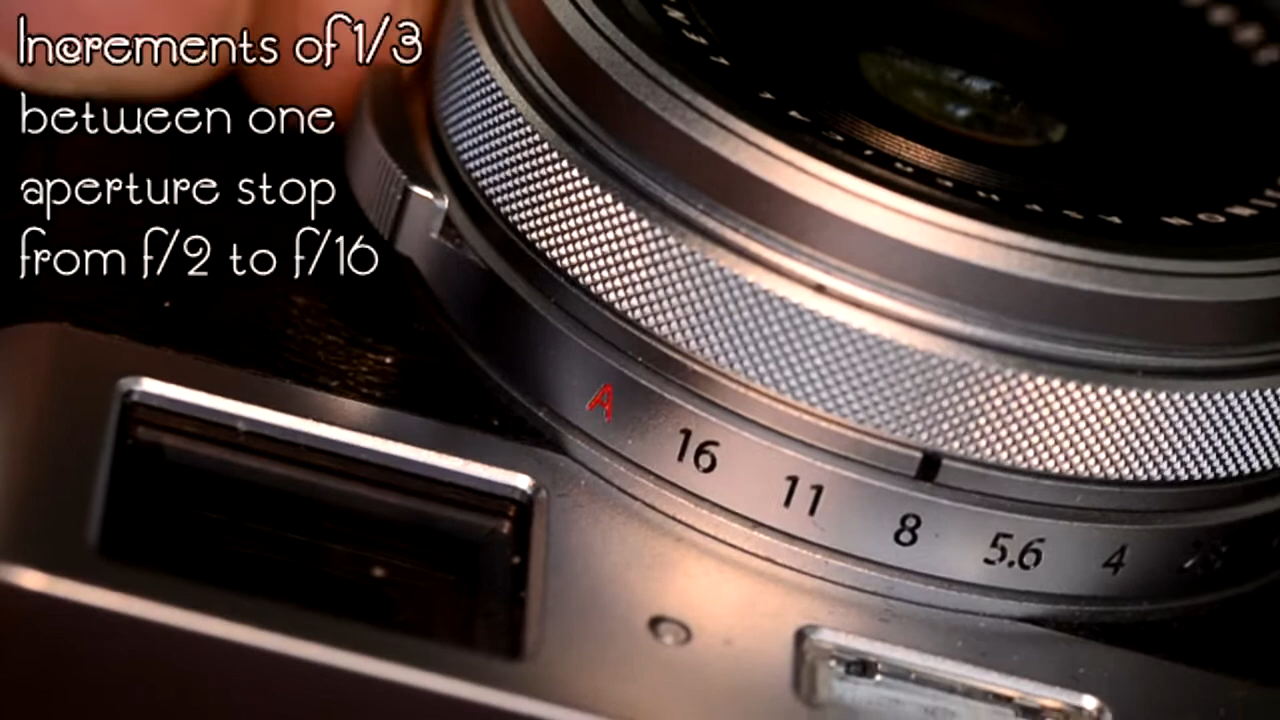 Increments of 1/3
between one
aperture stop
from f/2 to f/16
A 16 11 8 5.6 4